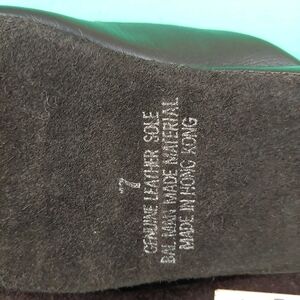 7
GENUINE LEATHER SOLE
BAL. MAN MADE MATERIAL
MADE IN HONG KONG